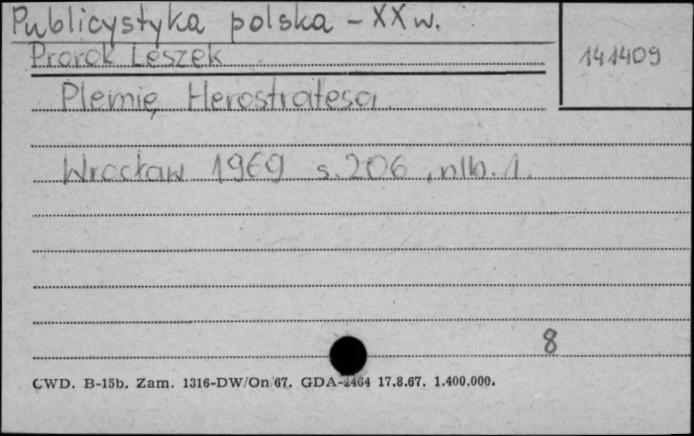 Publicystyka polska - XX w.
Prorok Leszek
141409
Plemię Herostratesa
Wrocław 1969 s. 206, nlb. 1.
8
CWD. B-15b. Zam. 1316-DW/On/67. GDA-2464 17.8.67. 1.400.000.